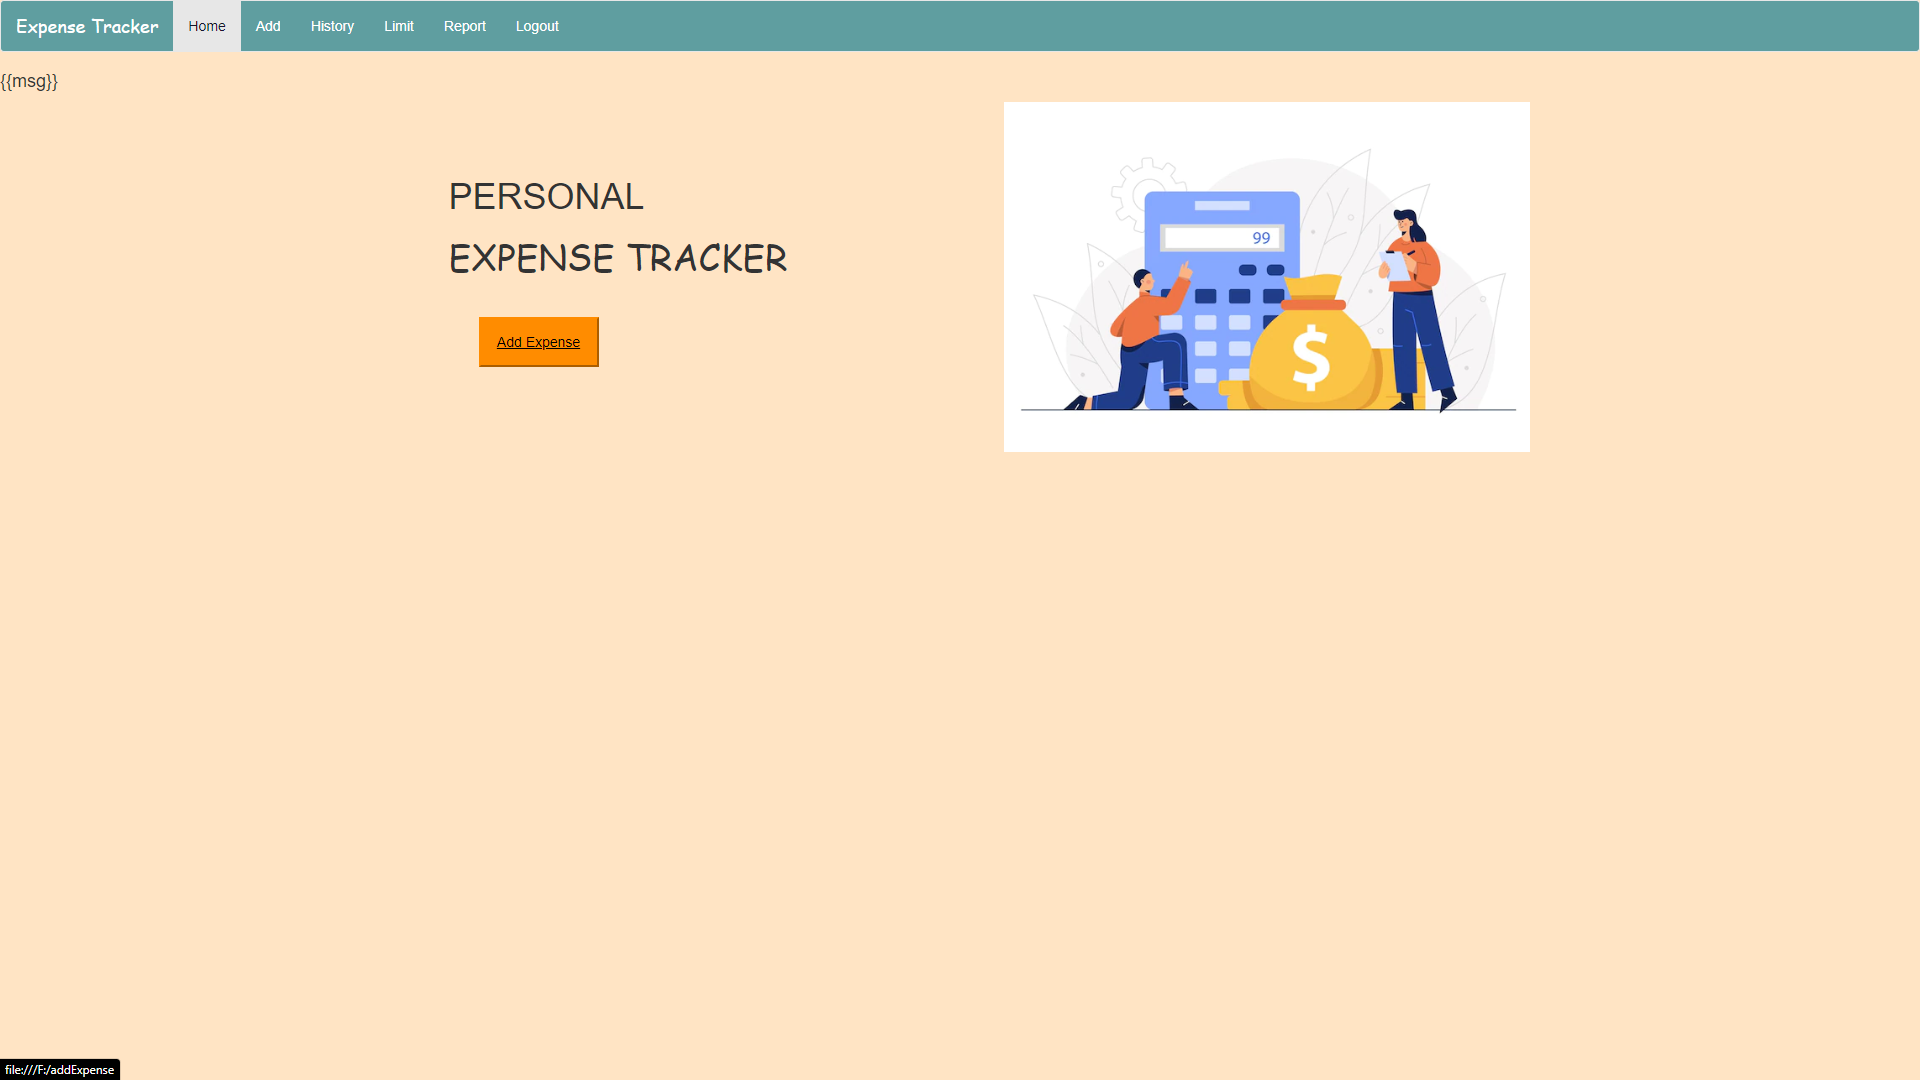 Expense Tracker Home Add History Limit Report Logout
{{msg}}
PERSONAL
EXPENSE TRACKER
Add Expense
99
$
file:///F:/addExpense